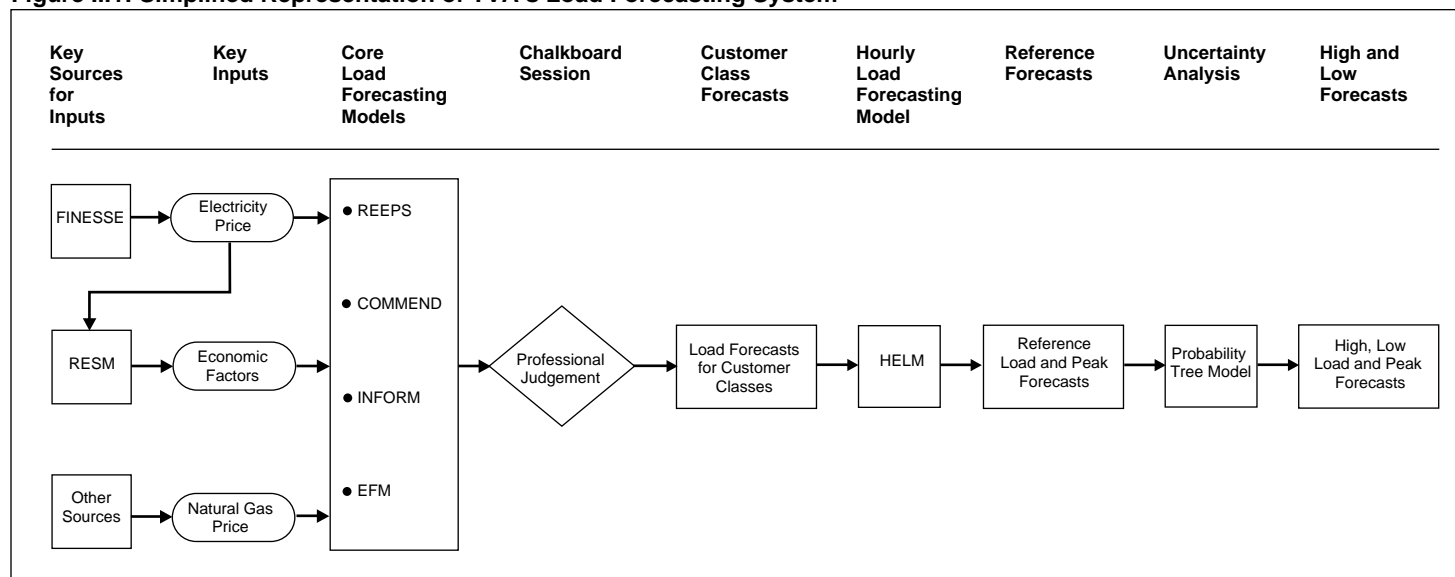 Figure II.1: Simplified Representation of TVA's Load Forecasting System
Key
Sources
for
Inputs
Key
Inputs
Core
Load
Forecasting
Models
Chalkboard
Session
Customer
Class
Forecasts
Hourly
Load
Forecasting
Model
Reference
Forecasts
Uncertainty
Analysis
High and
Low
Forecasts
FINESSE
Electricity
Price
● REEPS
● COMMEND
RESM
Economic
Factors
● INFORM
● EFM
Other
Sources
Natural Gas
Price
Professional
Judgement
Load Forecasts
for Customer
Classes
HELM
Reference
Load and Peak
Forecasts
Probability
Tree Model
High, Low
Load and Peak
Forecasts